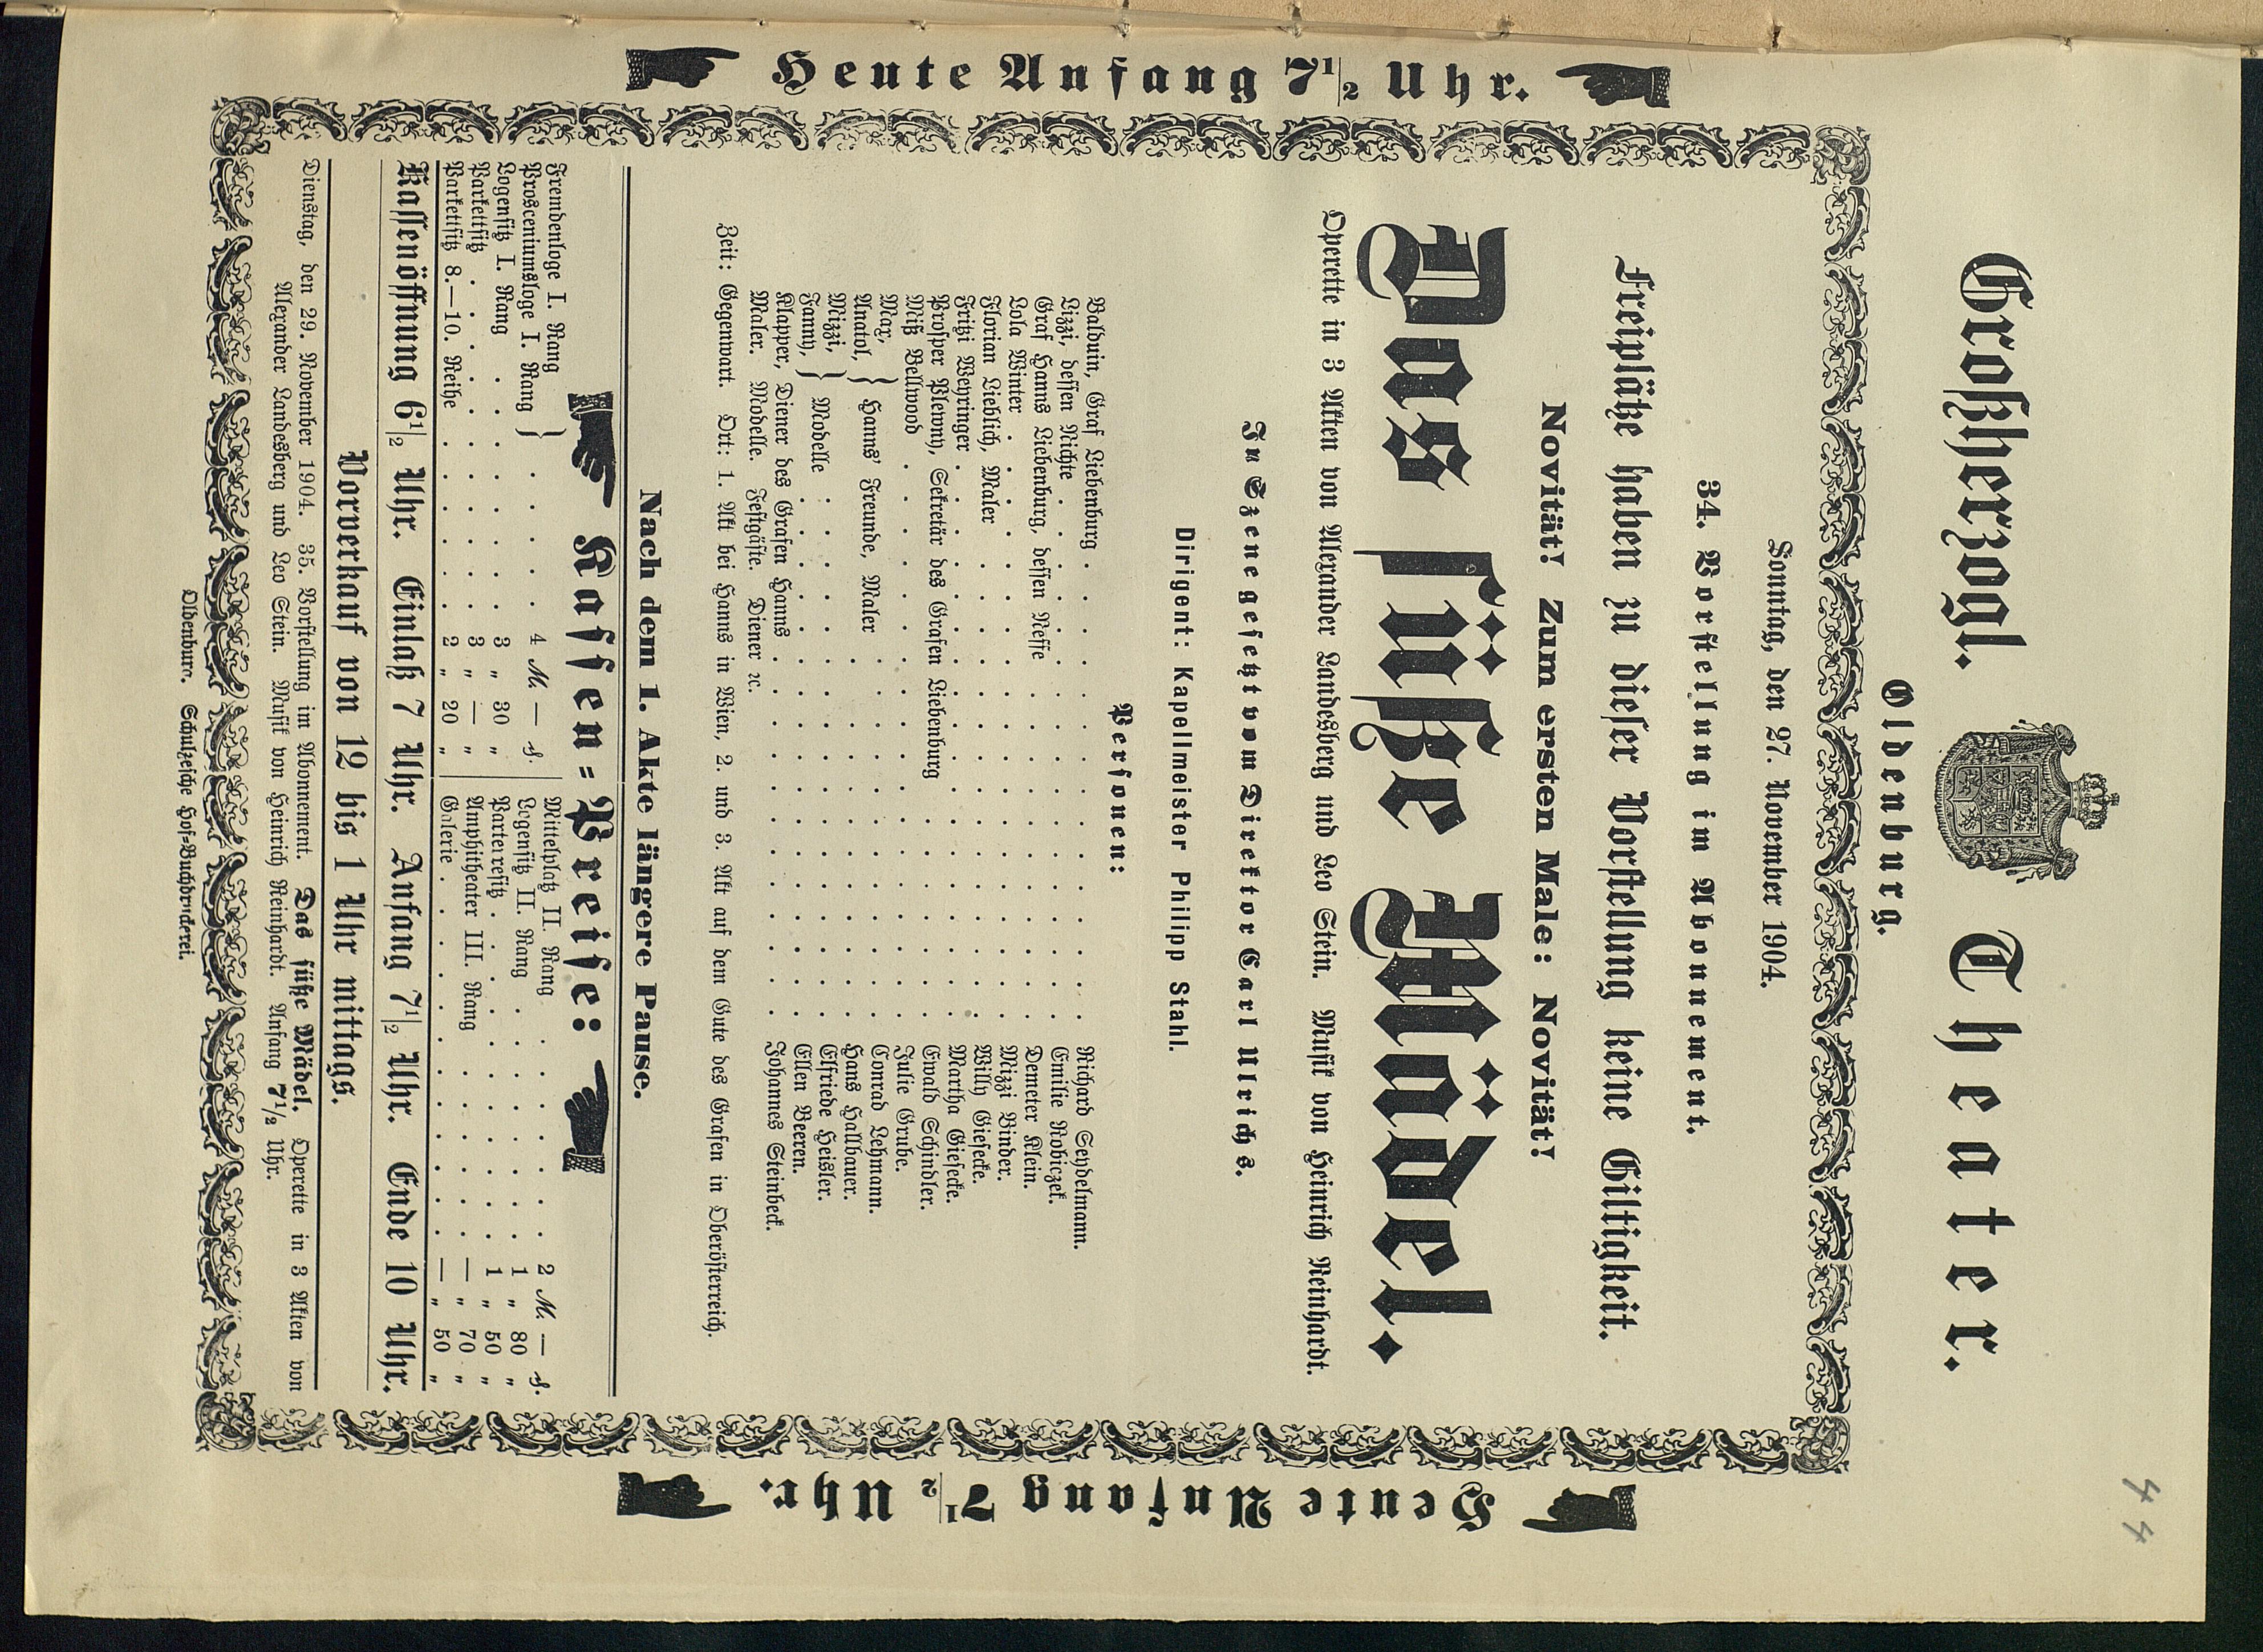 Großherzogl. Theater.
Oldenburg.
Sonntag, den 27. November 1904.
34. Vorstellung im Abonnement.
Freiplätze haben zu dieser Vorstellung keine Giltigkeit.
Novität! Zum ersten Male: Novität!
Das süße Mädel.
Operette in 3 Akten von Alexander Landesberg und Leo Stein. Musik von Heinrich Reinhardt.
In Szene gesetzt vom Direktor Carl Ulrichs.
Dirigent: Kapellmeister Philipp Stahl.
Personen:
Balduin, Graf Liebenburg . . . . . . . . . Richard Seydelmann.
Lizzi, dessen Nichte . . . . . . . . . Emilie Robiczek.
Graf Hanns Liebenburg, dessen Neffe . . . . . . . . . Demeter Klein.
Lola Winter . . . . . . . . . Mizzi Binder.
Florian Lieblich, Maler . . . . . . . . . Willy Giesecke.
Fritzi Weyringer . . . . . . . . . Martha Giesecke.
Prosper Plewny, Sekretär des Grafen Liebenburg . . . . . Ewald Schindler.
Miß Bellwood . . . . . . . . . Julie Grube.
Max, } Hanns' Freunde, Maler . . . . . . Conrad Lehmann.
Anatol, } . . . . . . Hans Hallbauer.
Mizzi, } Modelle . . . . . . . . . Elfriede Heisler.
Fanny, } . . . . . . . . . Ellen Beeren.
Klapper, Diener des Grafen Hanns . . . . . . . . . Johannes Steinbeck.
Maler. Modelle. Festgäste. Diener ꝛc.
Zeit: Gegenwart. Ort: 1. Akt bei Hanns in Wien, 2. und 3. Akt auf dem Gute des Grafen in Oberösterreich.
Nach dem 1. Akte längere Pause.
Kassen-Preise:
Fremdenloge I. Rang }
Prosceniumsloge I. Rang } . . . 4 M. — ₰.
Logensitz I. Rang . . . . . 3 „ 30 „
Parkettsitz . . . . . . . 3 „ — „
Parkettsitz 8.—10. Reihe . . . . 2 „ 20 „
Mittelplatz II. Rang . . . . . 2 M. — ₰.
Logensitz II. Rang . . . . . 1 „ 80 „
Parterresitz . . . . . . . 1 „ 50 „
Amphitheater III. Rang . . . . — „ 70 „
Galerie . . . . . . . . — „ 50 „
Kassenöffnung 6½ Uhr. Einlaß 7 Uhr. Anfang 7½ Uhr. Ende 10 Uhr.
Vorverkauf von 12 bis 1 Uhr mittags.
Dienstag, den 29. November 1904. 35. Vorstellung im Abonnement. Das süße Mädel. Operette in 3 Akten von
Alexander Landesberg und Leo Stein. Musik von Heinrich Reinhardt. Anfang 7½ Uhr.
Oldenburg. Schulzesche Hof-Buchdruckerei.
Heute Anfang 7½ Uhr.
Heute Anfang 7½ Uhr.
44